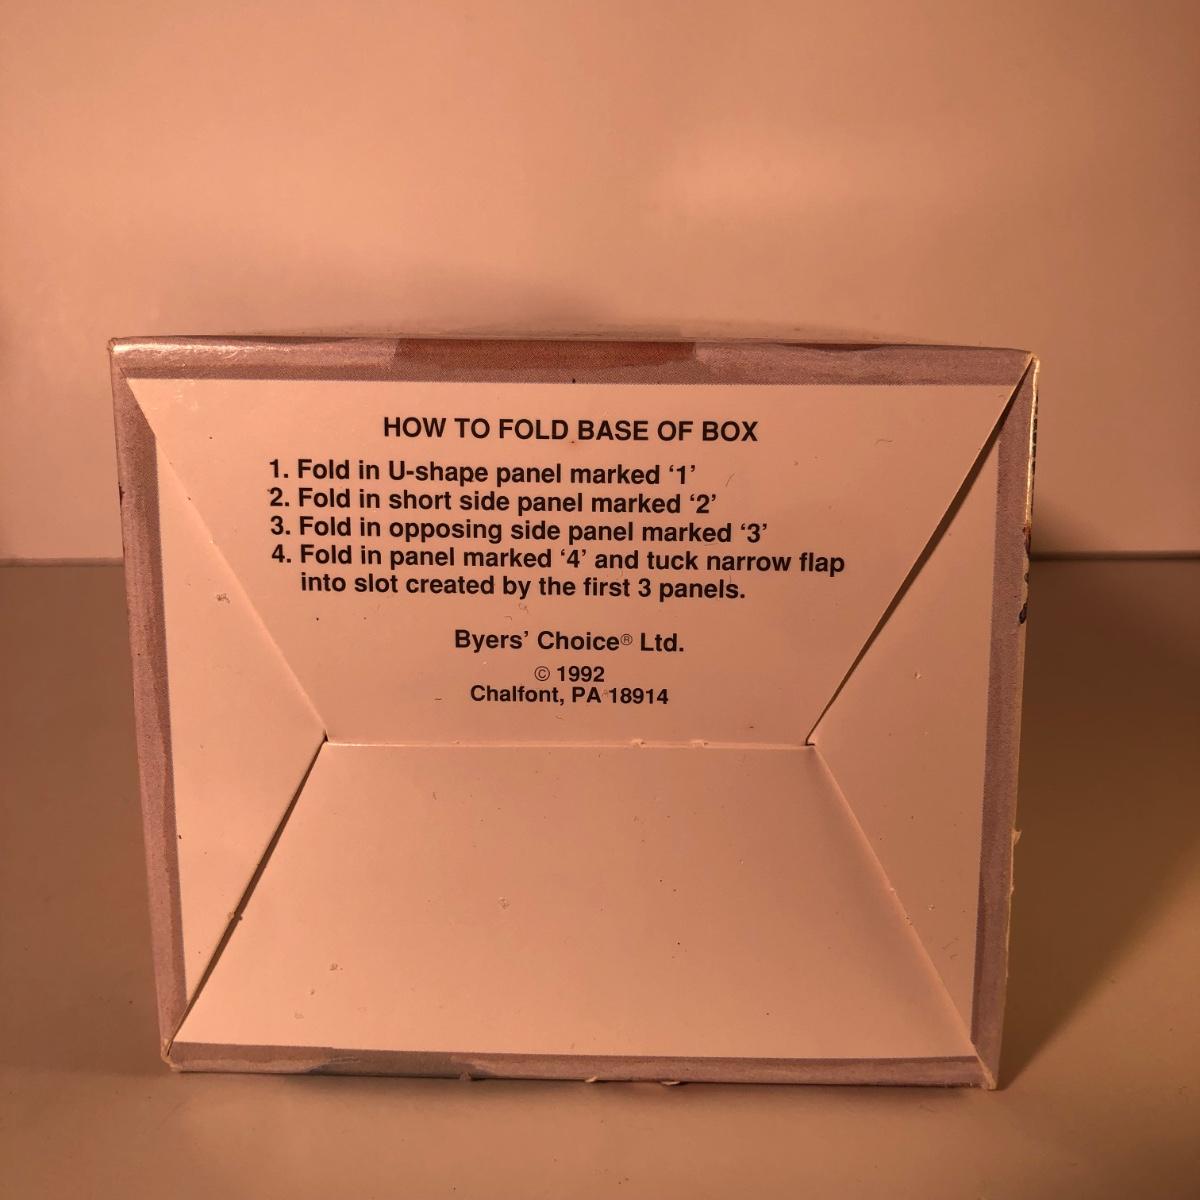 HOW TO FOLD BASE OF BOX
1. Fold in U-shape panel marked ‘1’
2. Fold in short side panel marked ‘2’
3. Fold in opposing side panel marked ‘3’
4. Fold in panel marked ‘4’ and tuck narrow flap
into slot created by the first 3 panels.
Byers’ Choice® Ltd.
© 1992
Chalfont, PA 18914